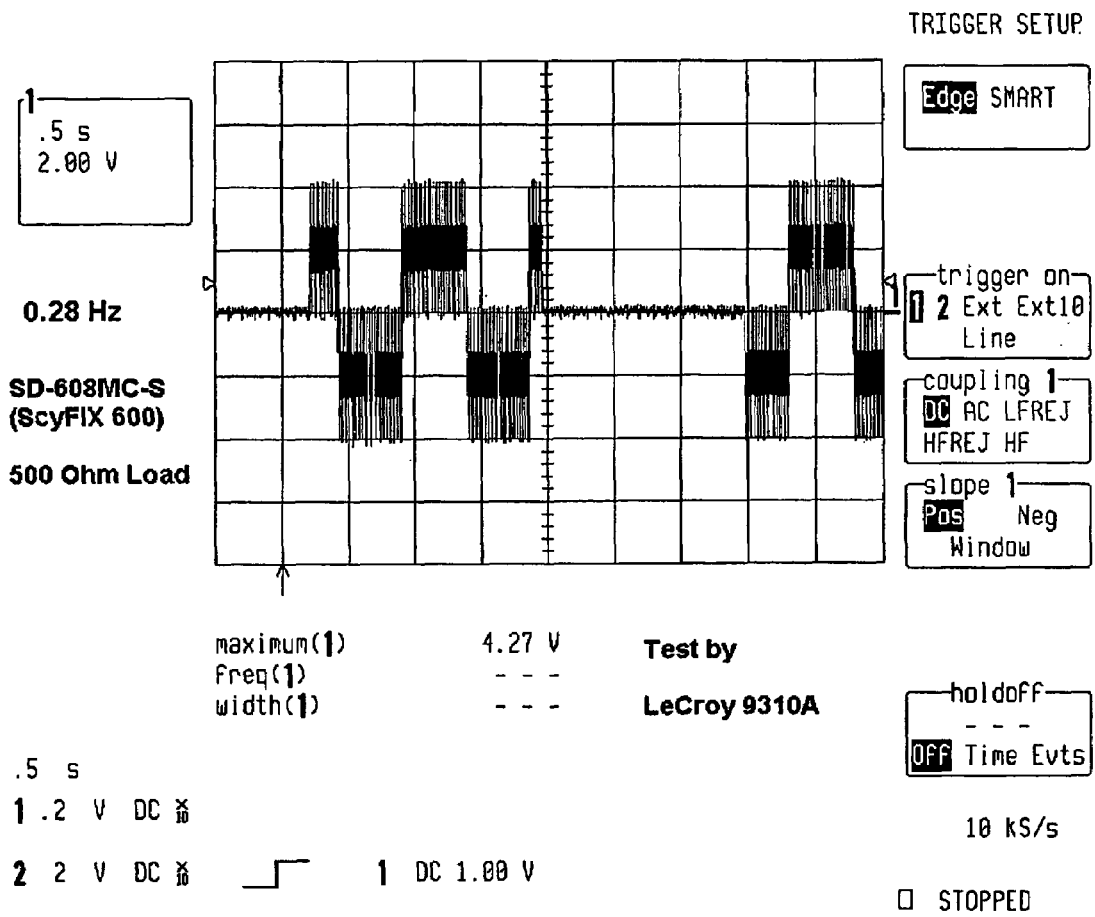 TRIGGER SETUP
1
.5 s
2.00 V
Edge SMART
0.28 Hz
SD-608MC-S
(ScyFIX 600)
500 Ohm Load
1
trigger on
1 2 Ext Ext10
Line
coupling 1
DC AC LFREJ
HFREJ HF
slope 1
Pos Neg
Window
maximum(1) 4.27 V
freq(1) - - -
width(1) - - -
Test by
LeCroy 9310A
holdoff
- - -
Off Time Evts
.5 s
1 .2 V DC X10
2 2 V DC X10
1 DC 1.00 V
10 kS/s
STOPPED